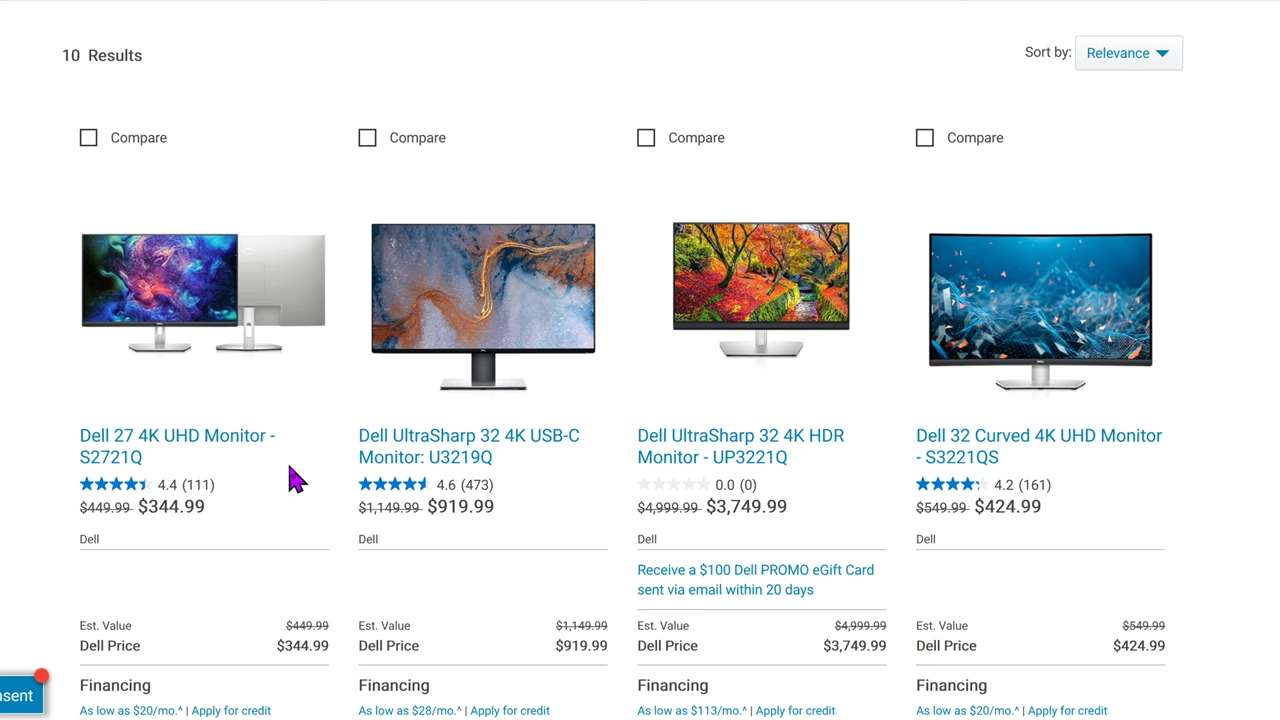 10 Results
Sort by: Relevance
Compare
Compare
Compare
Compare
Dell 27 4K UHD Monitor -
S2721Q
4.4 (111)
$449.99 $344.99
Dell
Est. Value $449.99
Dell Price $344.99
Financing
As low as $20/mo.^ | Apply for credit
Dell UltraSharp 32 4K USB-C
Monitor: U3219Q
4.6 (473)
$1,149.99 $919.99
Dell
Est. Value $1,149.99
Dell Price $919.99
Financing
As low as $28/mo.^ | Apply for credit
Dell UltraSharp 32 4K HDR
Monitor - UP3221Q
0.0 (0)
$4,999.99 $3,749.99
Dell
Receive a $100 Dell PROMO eGift Card
sent via email within 20 days
Est. Value $4,999.99
Dell Price $3,749.99
Financing
As low as $113/mo.^ | Apply for credit
Dell 32 Curved 4K UHD Monitor
- S3221QS
4.2 (161)
$549.99 $424.99
Dell
Est. Value $549.99
Dell Price $424.99
Financing
As low as $20/mo.^ | Apply for credit
nsent